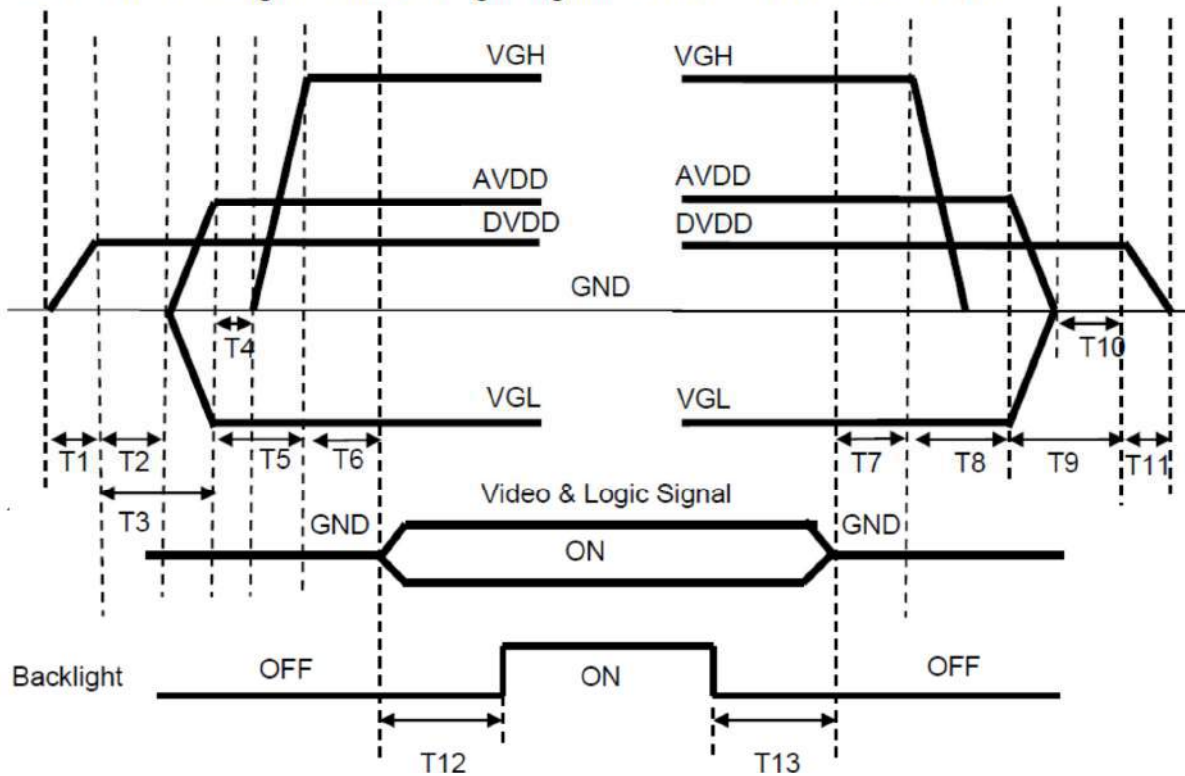 VGH VGH
AVDD AVDD
DVDD DVDD
GND
T4 T10
VGL VGL
T1 T2 T5 T6 T7 T8 T9 T11
T3
Video & Logic Signal
GND GND
ON
Backlight OFF ON OFF
T12 T13